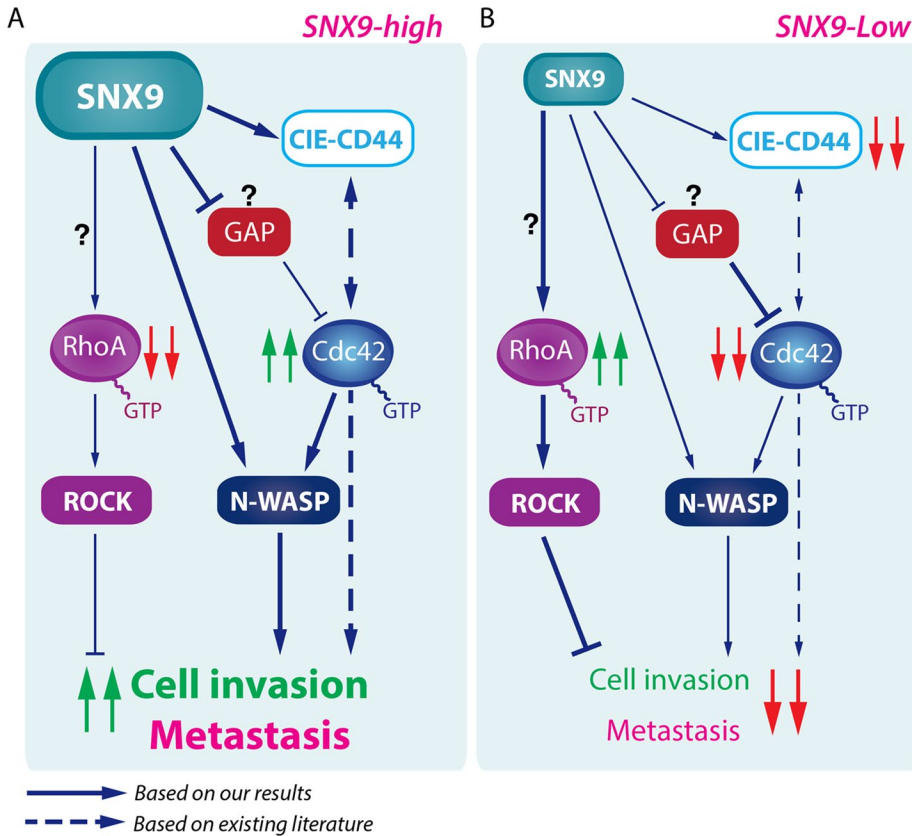 A
SNX9-high
SNX9
CIE-CD44
?
GAP
?
RhoA
GTP
Cdc42
GTP
ROCK
N-WASP
Cell invasion
Metastasis
B
SNX9-Low
SNX9
CIE-CD44
?
GAP
?
RhoA
GTP
Cdc42
GTP
ROCK
N-WASP
Cell invasion
Metastasis
Based on our results
Based on existing literature